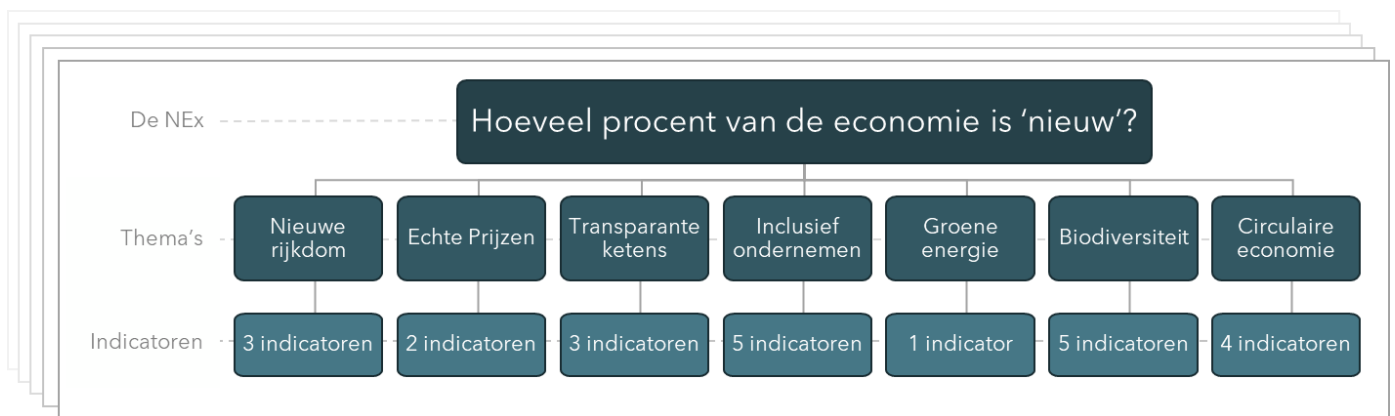 De NEx
Hoeveel procent van de economie is ‘nieuw’?
Thema’s
Nieuwe
rijkdom
Echte Prijzen
Transparante
ketens
Inclusief
ondernemen
Groene
energie
Biodiversiteit
Circulaire
economie
Indicatoren
3 indicatoren
2 indicatoren
3 indicatoren
5 indicatoren
1 indicator
5 indicatoren
4 indicatoren